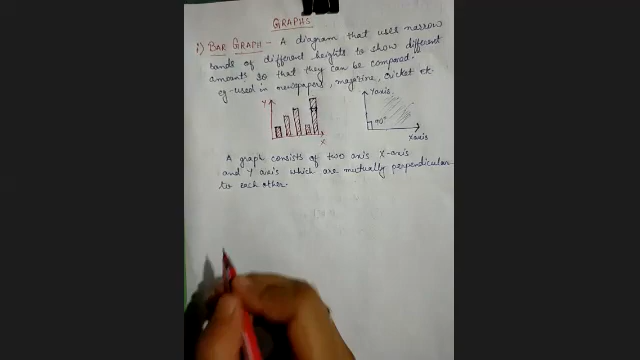 GRAPHS
i) BAR GRAPH - A diagram that uses narrow
bands of different heights to show different
amounts so that they can be compared.
eg - used in newspapers, magazine, cricket etc.
Y
X
Y axis
90°
X axis
A graph consists of two axis X-axis
and Y axis which are mutually perpendicular
to each other.